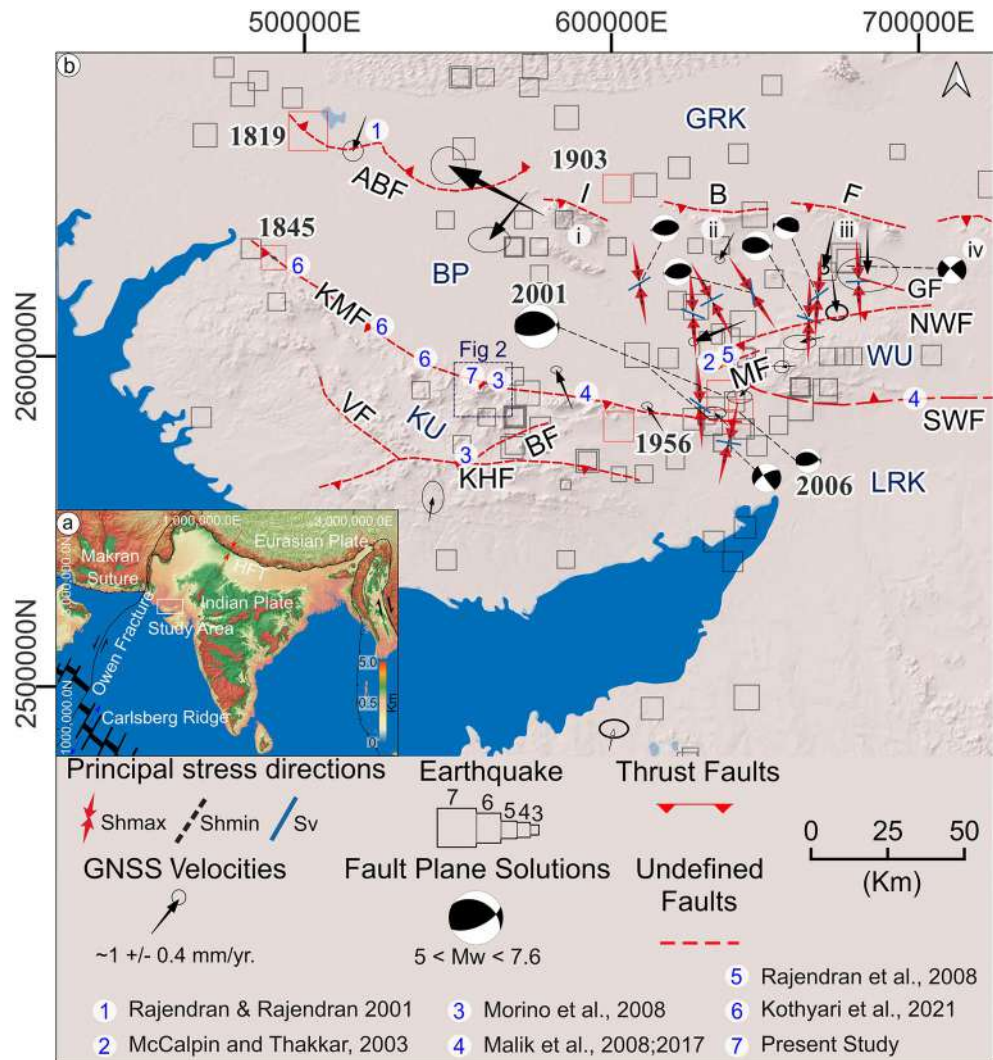 500000E 600000E 700000E
b
GRK
1819
1
1903
ABF
I
B
F
i
ii
iii
iv
1845
6
BP
KMF
2001
GF
NWF
6
6
Fig 2
7
3
2
5
MF
WU
2600000N
4
4
SWF
VF
KU
BF
3
KHF
1956
2006
LRK
a
1,000,000.0E 3,000,000.0E
Eurasian Plate
Makran
Suture
HFT
Indian Plate
Study Area
Owen Fracture
Carlsberg Ridge
1000,000.0N
5.0
0.5
0
Km
2500000N
Principal stress directions
Shmax
Shmin
Sv
Earthquake
7 6 5 4 3
Thrust Faults
0 25 50
(Km)
GNSS Velocities
~1 +/- 0.4 mm/yr.
Fault Plane Solutions
5 < Mw < 7.6
Undefined
Faults
1 Rajendran & Rajendran 2001
2 McCalpin and Thakkar, 2003
3 Morino et al., 2008
4 Malik et al., 2008;2017
5 Rajendran et al., 2008
6 Kothyari et al., 2021
7 Present Study